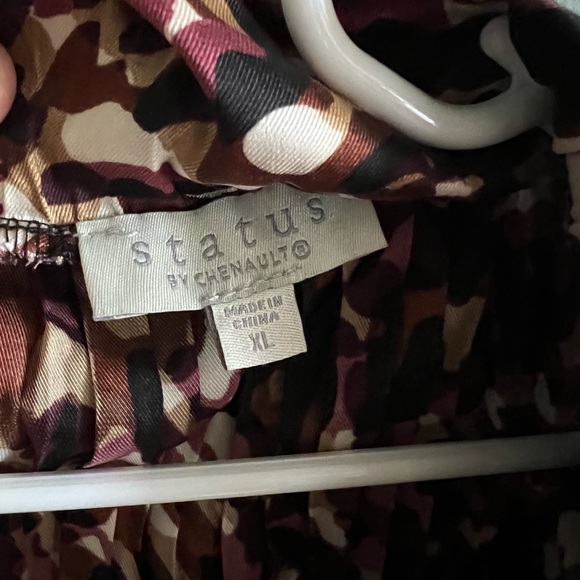 status
BY CHENAULT®
MADE IN
CHINA
XL